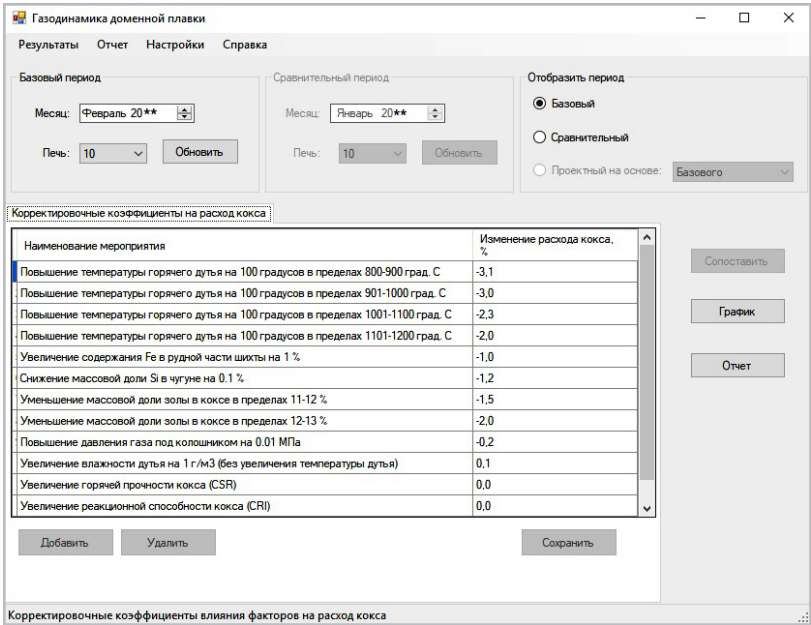 Газодинамика доменной плавки
Результаты Отчет Настройки Справка
Базовый период
Месяц: Февраль 20**
Печь: 10 Обновить
Сравнительный период
Месяц: Январь 20**
Печь: 10 Обновить
Отобразить период
Базовый
Сравнительный
Проектный на основе: Базового
Корректировочные коэффициенты на расход кокса
Наименование мероприятия Изменение расхода кокса,
%
Повышение температуры горячего дутья на 100 градусов в пределах 800-900 град. С -3,1
Повышение температуры горячего дутья на 100 градусов в пределах 901-1000 град. С -3,0
Повышение температуры горячего дутья на 100 градусов в пределах 1001-1100 град. С -2,3
Повышение температуры горячего дутья на 100 градусов в пределах 1101-1200 град. С -2,0
Увеличение содержания Fe в рудной части шихты на 1 % -1,0
Снижение массовой доли Si в чугуне на 0.1 % -1,2
Уменьшение массовой доли золы в коксе в пределах 11-12 % -1,5
Уменьшение массовой доли золы в коксе в пределах 12-13 % -2,0
Повышение давления газа под колошником на 0.01 МПа -0,2
Увеличение влажности дутья на 1 г/м3 (без увеличения температуры дутья) 0,1
Увеличение горячей прочности кокса (CSR) 0,0
Увеличение реакционной способности кокса (CRI) 0,0
Сопоставить
График
Отчет
Добавить Удалить Сохранить
Корректировочные коэффициенты влияния факторов на расход кокса